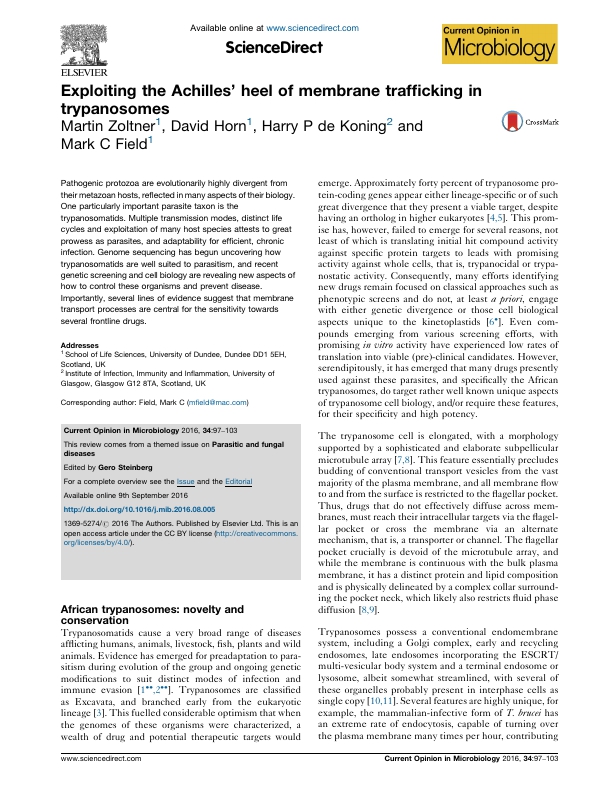 Available online at www.sciencedirect.com
ScienceDirect
ELSEVIER
Current Opinion in
Microbiology
Exploiting the Achilles' heel of membrane trafficking in
trypanosomes
Martin Zoltner1, David Horn1, Harry P de Koning2 and
Mark C Field1
CrossMark
Pathogenic protozoa are evolutionarily highly divergent from
their metazoan hosts, reflected in many aspects of their biology.
One particularly important parasite taxon is the
trypanosomatids. Multiple transmission modes, distinct life
cycles and exploitation of many host species attests to great
prowess as parasites, and adaptability for efficient, chronic
infection. Genome sequencing has begun uncovering how
trypanosomatids are well suited to parasitism, and recent
genetic screening and cell biology are revealing new aspects of
how to control these organisms and prevent disease.
Importantly, several lines of evidence suggest that membrane
transport processes are central for the sensitivity towards
several frontline drugs.
Addresses
1 School of Life Sciences, University of Dundee, Dundee DD1 5EH,
Scotland, UK
2 Institute of Infection, Immunity and Inflammation, University of
Glasgow, Glasgow G12 8TA, Scotland, UK
Corresponding author: Field, Mark C (mfield@mac.com)
Current Opinion in Microbiology 2016, 34:97–103
This review comes from a themed issue on Parasitic and fungal
diseases
Edited by Gero Steinberg
For a complete overview see the Issue and the Editorial
Available online 9th September 2016
http://dx.doi.org/10.1016/j.mib.2016.08.005
1369-5274/© 2016 The Authors. Published by Elsevier Ltd. This is an
open access article under the CC BY license (http://creativecommons.
org/licenses/by/4.0/).
African trypanosomes: novelty and
conservation
Trypanosomatids cause a very broad range of diseases
afflicting humans, animals, livestock, fish, plants and wild
animals. Evidence has emerged for preadaptation to para-
sitism during evolution of the group and ongoing genetic
modifications to suit distinct modes of infection and
immune evasion [1••,2••]. Trypanosomes are classified
as Excavata, and branched early from the eukaryotic
lineage [3]. This fuelled considerable optimism that when
the genomes of these organisms were characterized, a
wealth of drug and potential therapeutic targets would
emerge. Approximately forty percent of trypanosome pro-
tein-coding genes appear either lineage-specific or of such
great divergence that they present a viable target, despite
having an ortholog in higher eukaryotes [4,5]. This prom-
ise has, however, failed to emerge for several reasons, not
least of which is translating initial hit compound activity
against specific protein targets to leads with promising
activity against whole cells, that is, trypanocidal or trypa-
nostatic activity. Consequently, many efforts identifying
new drugs remain focused on classical approaches such as
phenotypic screens and do not, at least a priori, engage
with either genetic divergence or those cell biological
aspects unique to the kinetoplastids [6•]. Even com-
pounds emerging from various screening efforts, with
promising in vitro activity have experienced low rates of
translation into viable (pre)-clinical candidates. However,
serendipitously, it has emerged that many drugs presently
used against these parasites, and specifically the African
trypanosomes, do target rather well known unique aspects
of trypanosome cell biology, and/or require these features,
for their specificity and high potency.
The trypanosome cell is elongated, with a morphology
supported by a sophisticated and elaborate subpellicular
microtubule array [7,8]. This feature essentially precludes
budding of conventional transport vesicles from the vast
majority of the plasma membrane, and all membrane flow
to and from the surface is restricted to the flagellar pocket.
Thus, drugs that do not effectively diffuse across mem-
branes, must reach their intracellular targets via the flagel-
lar pocket or cross the membrane via an alternate
mechanism, that is, a transporter or channel. The flagellar
pocket crucially is devoid of the microtubule array, and
while the membrane is continuous with the bulk plasma
membrane, it has a distinct protein and lipid composition
and is physically delineated by a complex collar surround-
ing the pocket neck, which likely also restricts fluid phase
diffusion [8,9].
Trypanosomes possess a conventional endomembrane
system, including a Golgi complex, early and recycling
endosomes, late endosomes incorporating the ESCRT/
multi-vesicular body system and a terminal endosome or
lysosome, albeit somewhat streamlined, with several of
these organelles probably present in interphase cells as
single copy [10,11]. Several features are highly unique, for
example, the mammalian-infective form of T. brucei has
an extreme rate of endocytosis, capable of turning over
the plasma membrane many times per hour, contributing
www.sciencedirect.com
Current Opinion in Microbiology 2016, 34:97–103